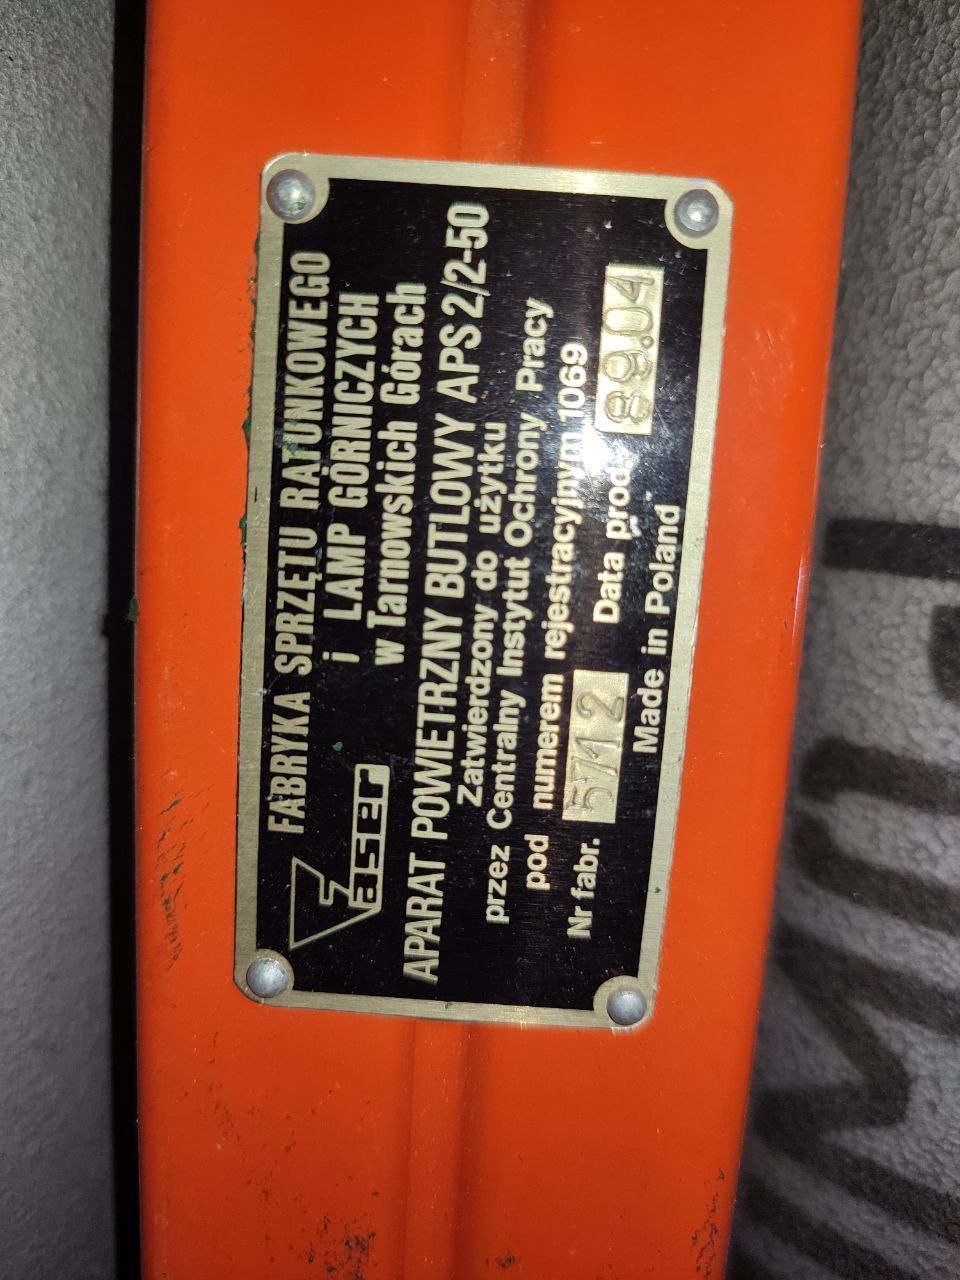 FABRYKA SPRZĘTU RATUNKOWEGO
i LAMP GÓRNICZYCH
w Tarnowskich Górach
Faser
APARAT POWIETRZNY BUTLOWY APS 2/2-50
Zatwierdzony do użytku
przez Centralny Instytut Ochrony Pracy
pod numerem rejestracyjnym 1069
Nr fabr. 5712 Data prod. 89.04
Made in Poland